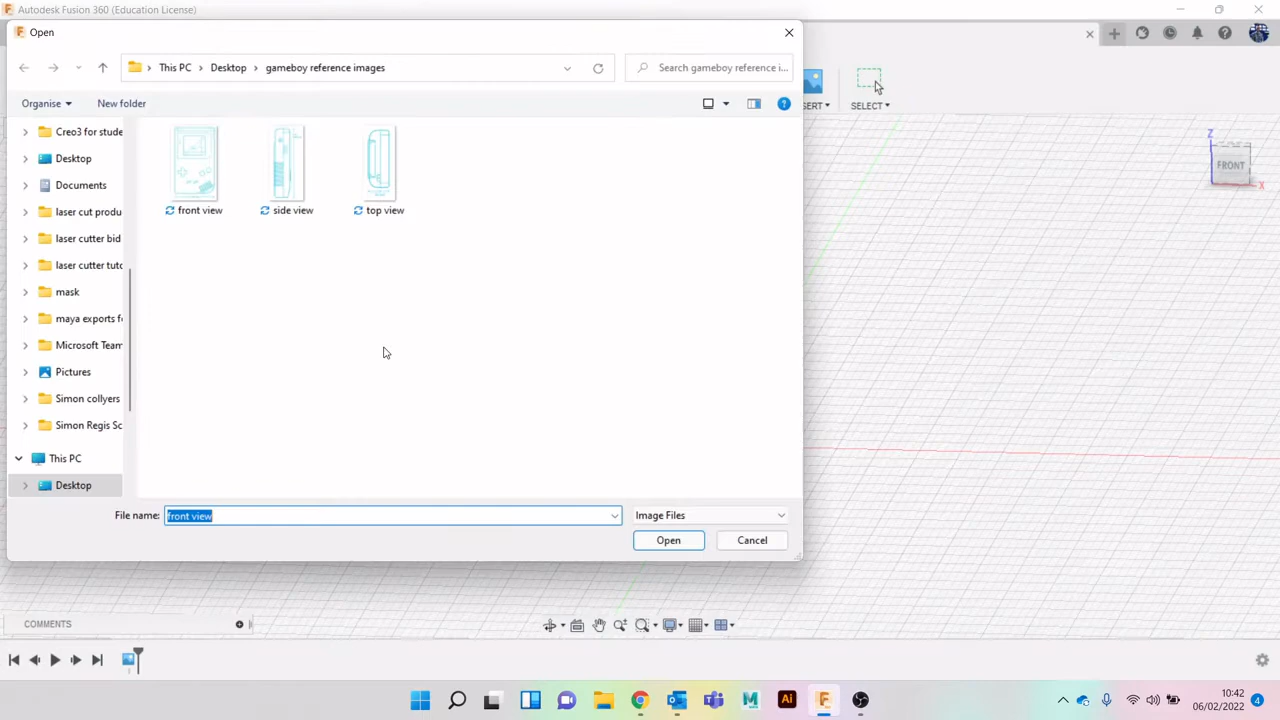 Autodesk Fusion 360 (Education License)
Open
This PC
Desktop
gameboy reference images
Search gameboy reference i...
Organise
New folder
SERT
SELECT
Creo3 for stude
Desktop
Documents
laser cut produ
laser cutter bid
laser cutter tuto
mask
maya exports fo
Microsoft Team
Pictures
Simon collyers
Simon Regis Sc
This PC
Desktop
front view
side view
top view
Z
FRONT
X
File name:
front view
Image Files
Open
Cancel
COMMENTS
10:42
06/02/2022
4